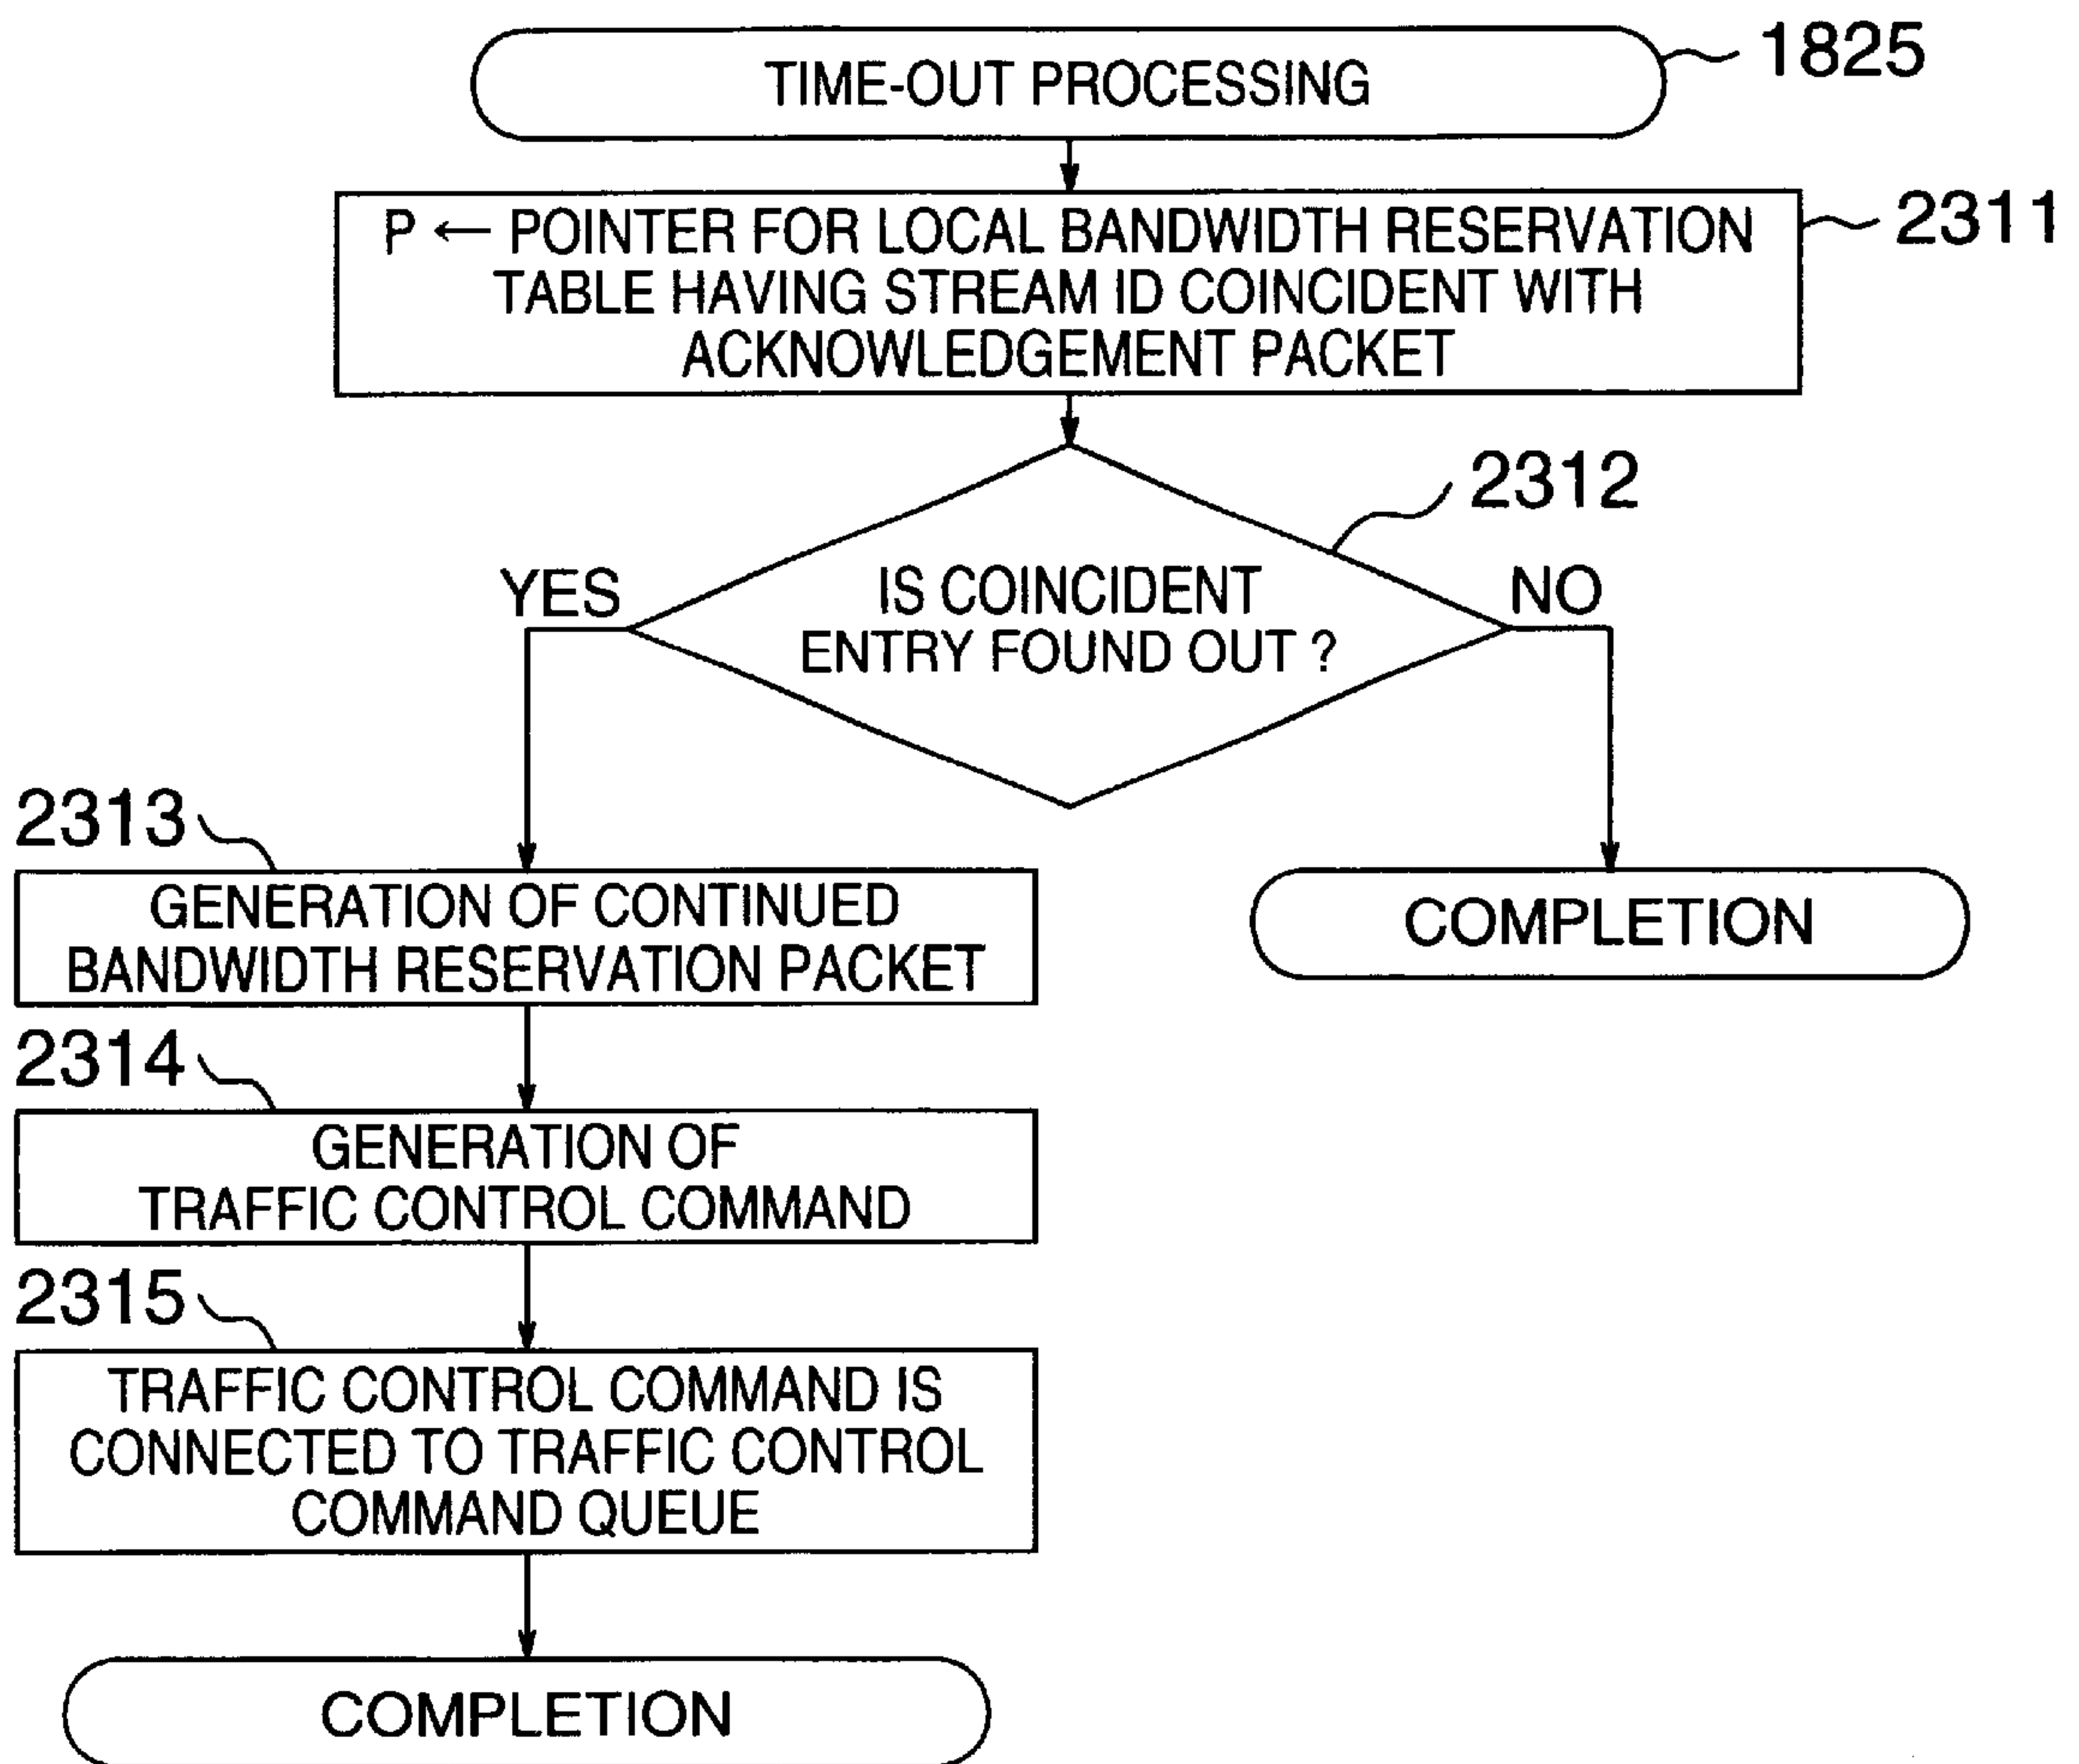 TIME-OUT PROCESSING
1825
P ← POINTER FOR LOCAL BANDWIDTH RESERVATION
TABLE HAVING STREAM ID COINCIDENT WITH
ACKNOWLEDGEMENT PACKET
2311
2312
IS COINCIDENT
ENTRY FOUND OUT ?
YES
NO
2313
GENERATION OF CONTINUED
BANDWIDTH RESERVATION PACKET
COMPLETION
2314
GENERATION OF
TRAFFIC CONTROL COMMAND
2315
TRAFFIC CONTROL COMMAND IS
CONNECTED TO TRAFFIC CONTROL
COMMAND QUEUE
COMPLETION